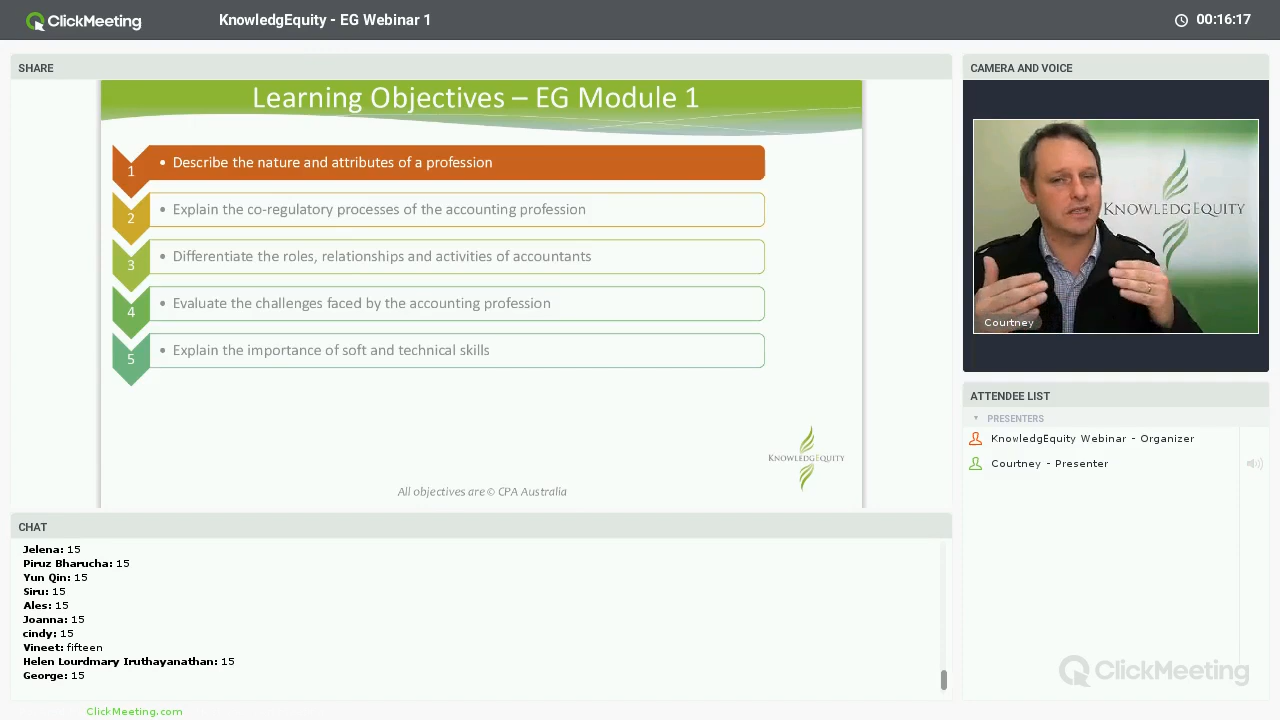 ClickMeeting
KnowledgEquity - EG Webinar 1
00:16:17
SHARE
Learning Objectives – EG Module 1
1
• Describe the nature and attributes of a profession
2
• Explain the co-regulatory processes of the accounting profession
3
• Differentiate the roles, relationships and activities of accountants
4
• Evaluate the challenges faced by the accounting profession
5
• Explain the importance of soft and technical skills
KNOWLEDGEQUITY
All objectives are © CPA Australia
CAMERA AND VOICE
KNOWLEDGEQUITY
Courtney
ATTENDEE LIST
PRESENTERS
KnowledgEquity Webinar - Organizer
Courtney - Presenter
ClickMeeting
CHAT
Jelena: 15
Piruz Bharucha: 15
Yun Qin: 15
Siru: 15
Ales: 15
Joanna: 15
cindy: 15
Vineet: fifteen
Helen Lourdmary Iruthayanathan: 15
George: 15
ClickMeeting.com